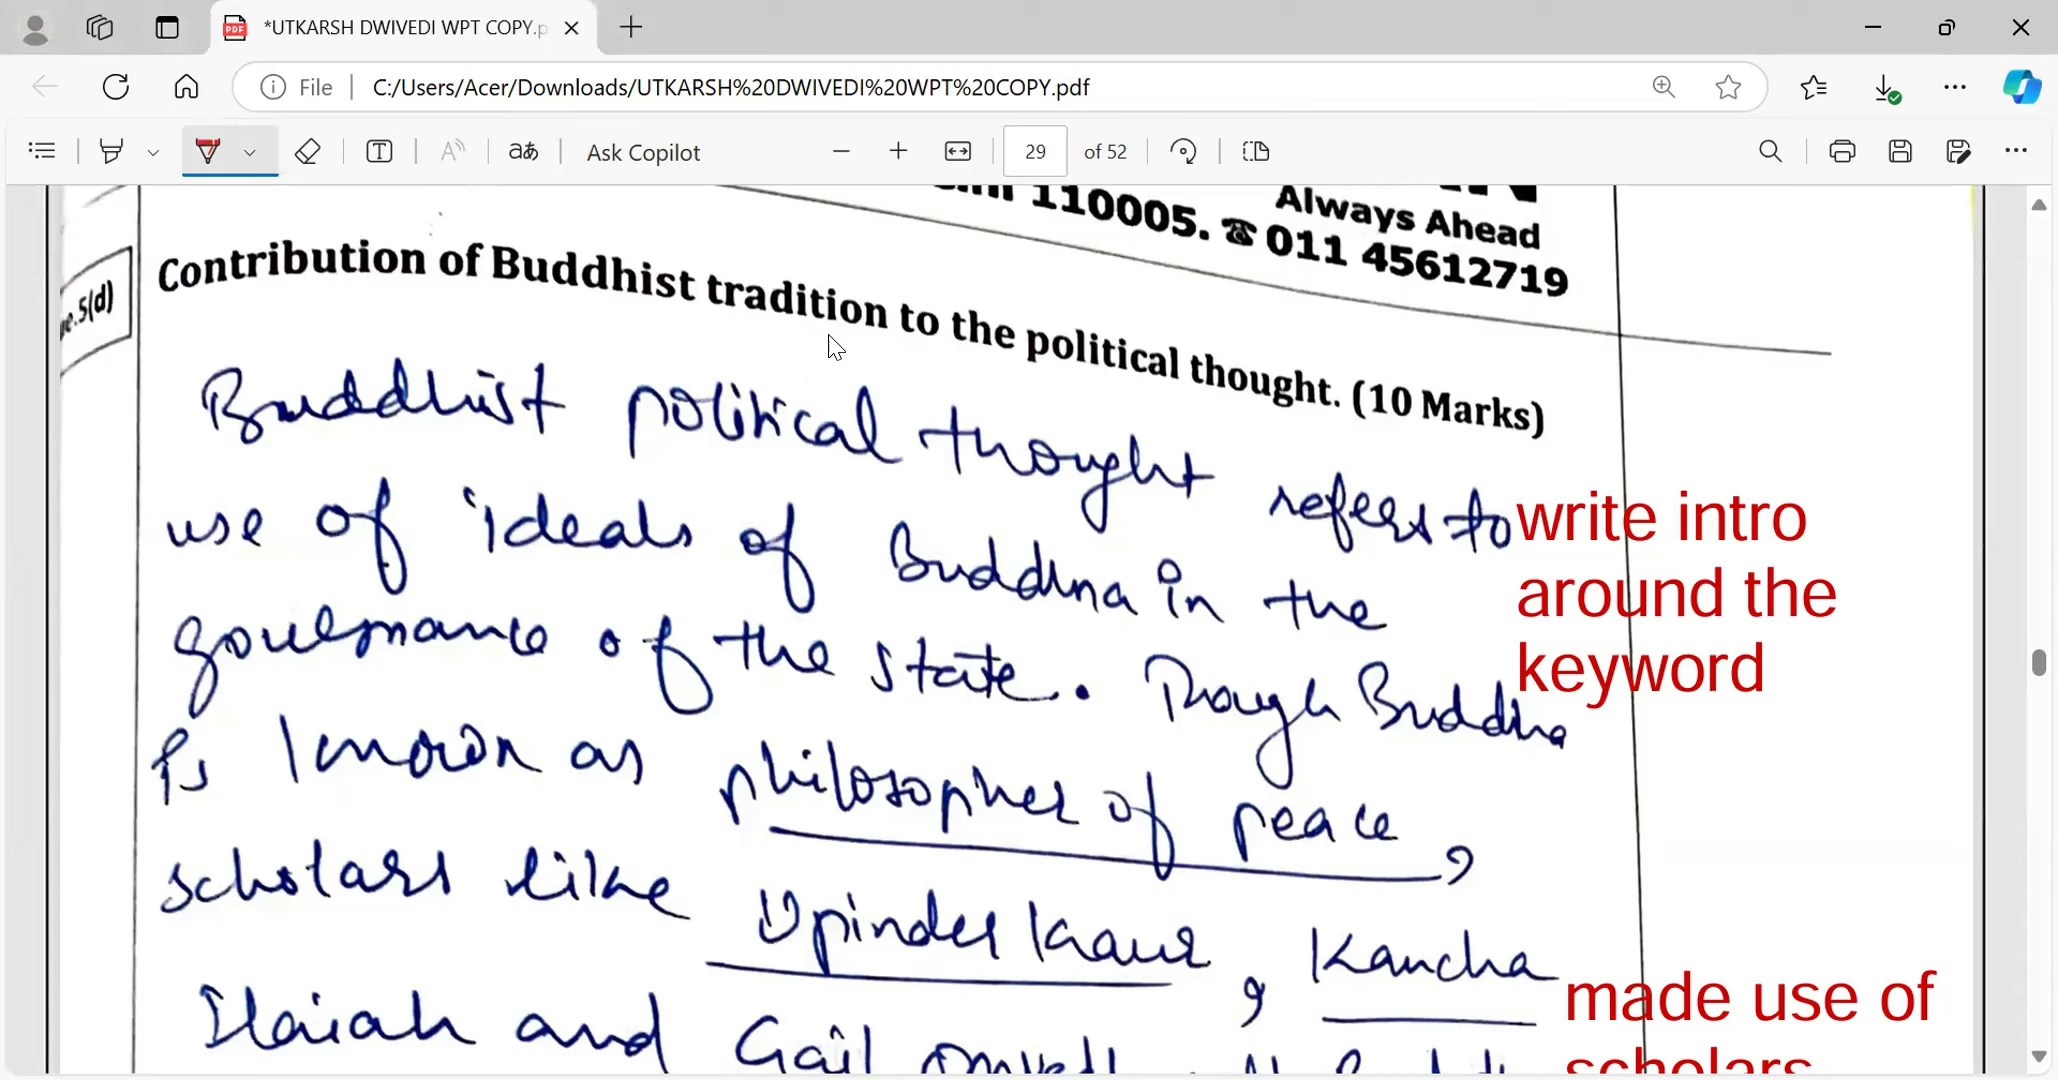 *UTKARSH DWIVEDI WPT COPY.p
File
C:/Users/Acer/Downloads/UTKARSH%20DWIVEDI%20WPT%20COPY.pdf
Ask Copilot
29 of 52
110005. ☎ 011 45612719
Always Ahead
5(d)
Contribution of Buddhist tradition to the political thought. (10 Marks)
Buddhist political thought refers to
use of ideals of Buddha in the
governance of the state. Though Buddha
is known as philosopher of peace,
scholars like Upinder Kaur, Kancha
Ilaiah and Gail
write intro
around the
keyword
made use of
scholars